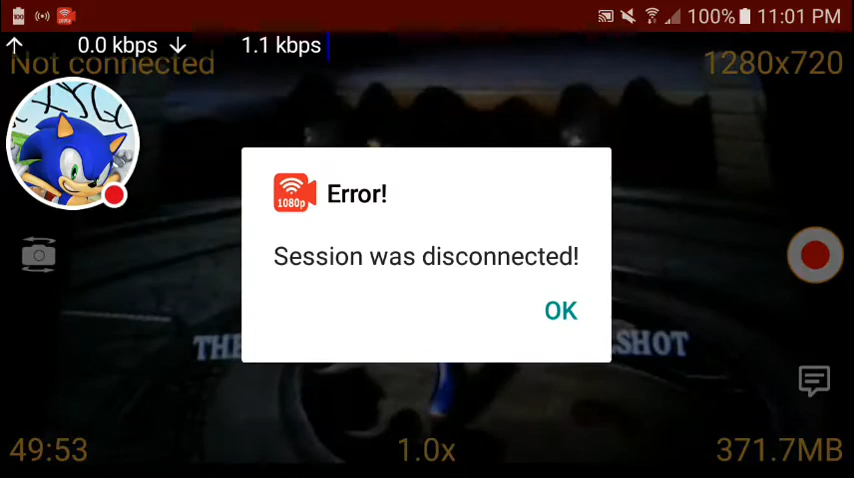 100% 11:01 PM
0.0 kbps 1.1 kbps
Not connected
1280x720
1080p
Error!
Session was disconnected!
OK
THE
SHOT
49:53
1.0x
371.7MB